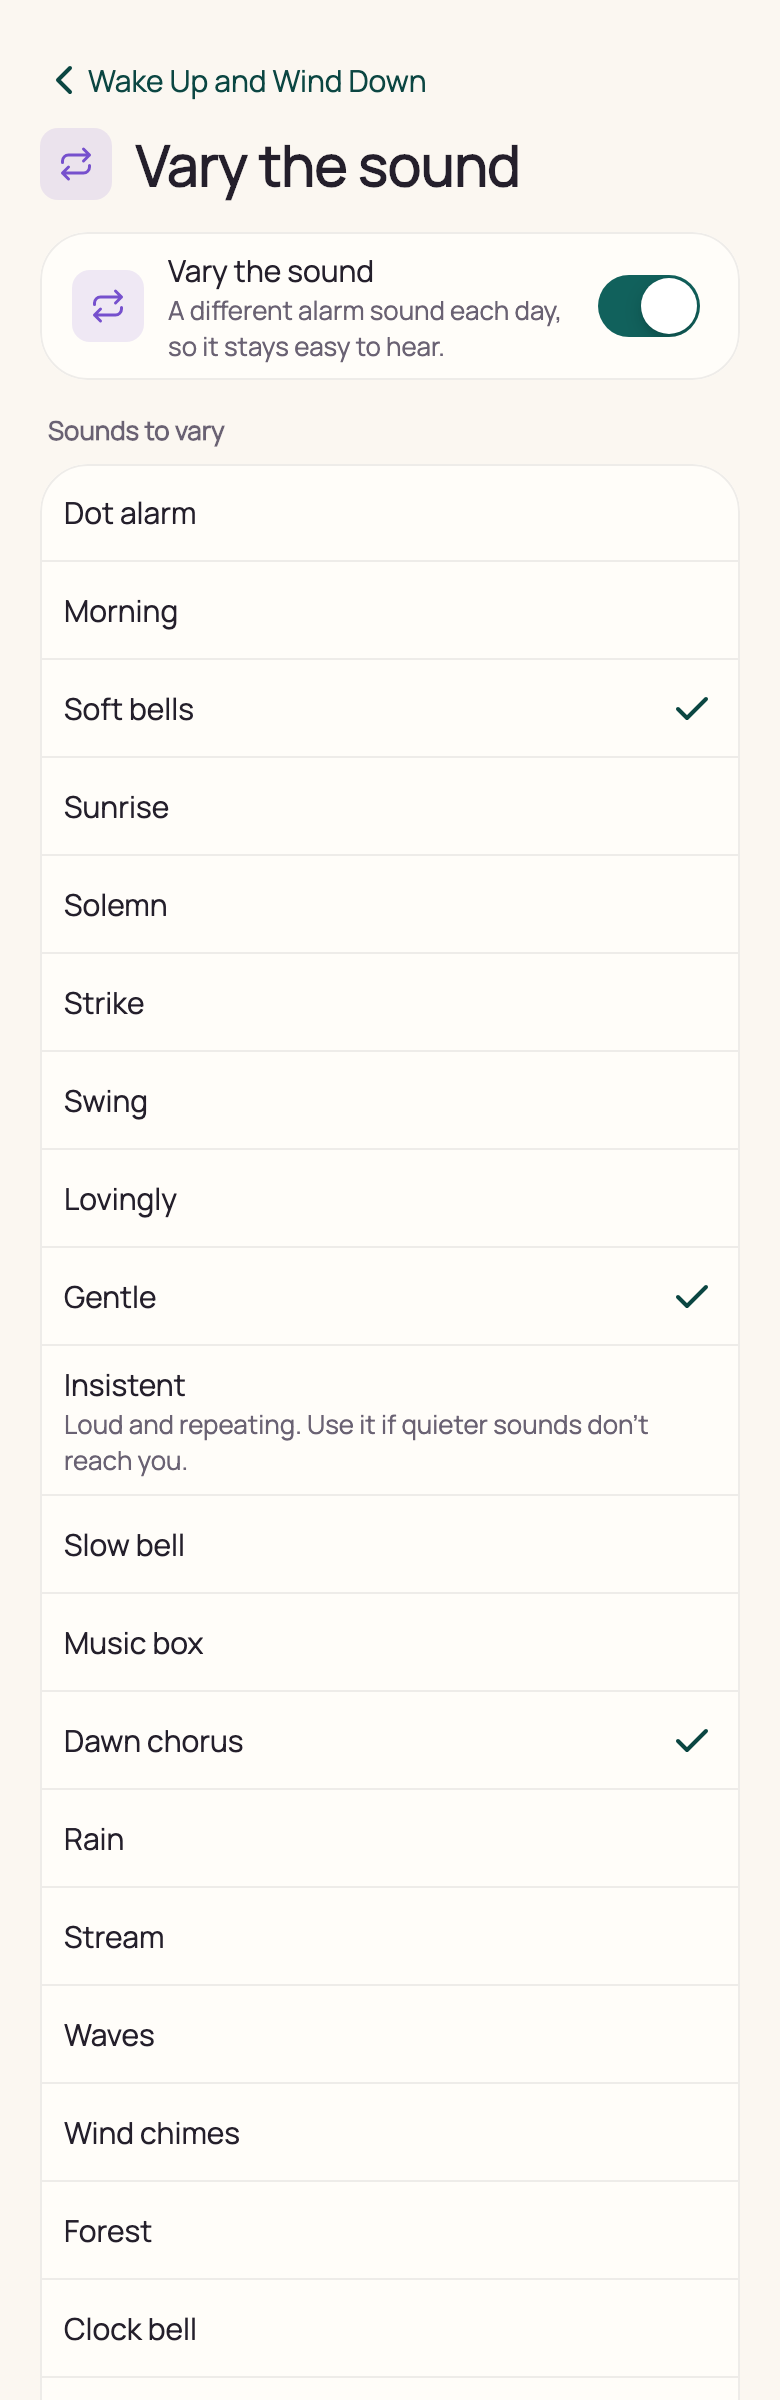 Wake Up and Wind Down
Vary the sound
Vary the sound
A different alarm sound each day,
so it stays easy to hear.
Sounds to vary
Dot alarm
Morning
Soft bells
Sunrise
Solemn
Strike
Swing
Lovingly
Gentle
Insistent
Loud and repeating. Use it if quieter sounds don’t
reach you.
Slow bell
Music box
Dawn chorus
Rain
Stream
Waves
Wind chimes
Forest
Clock bell